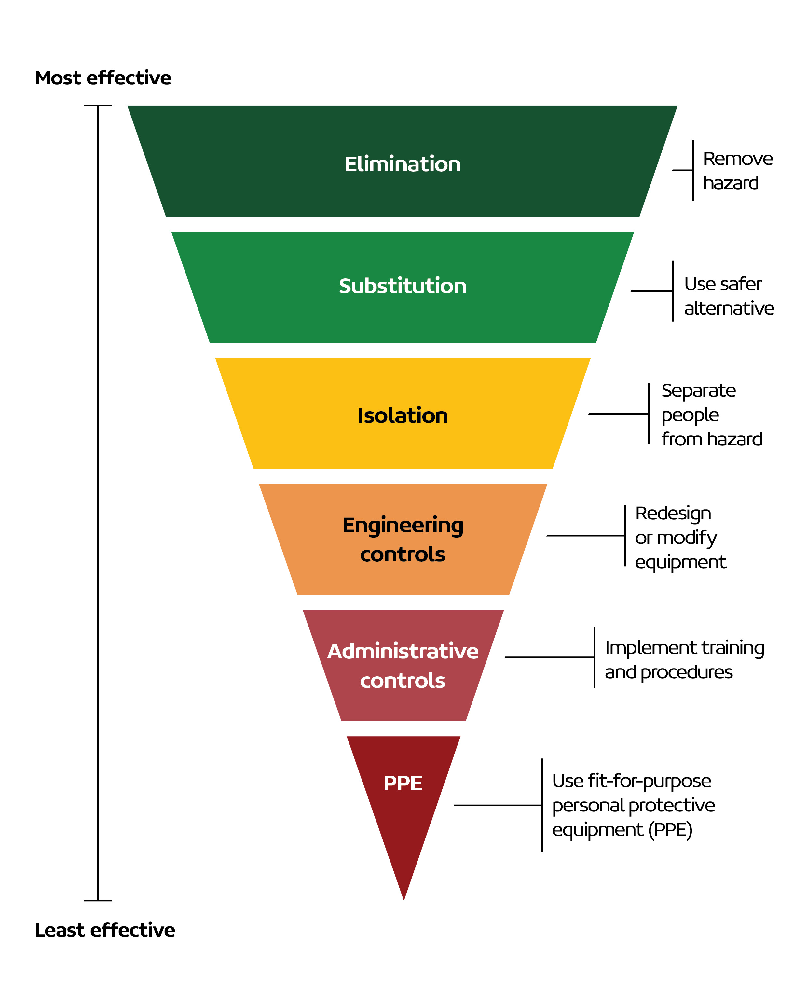 Most effective
Elimination
Remove
hazard
Substitution
Use safer
alternative
Isolation
Separate
people
from hazard
Engineering
controls
Redesign
or modify
equipment
Administrative
controls
Implement training
and procedures
PPE
Use fit-for-purpose
personal protective
equipment (PPE)
Least effective